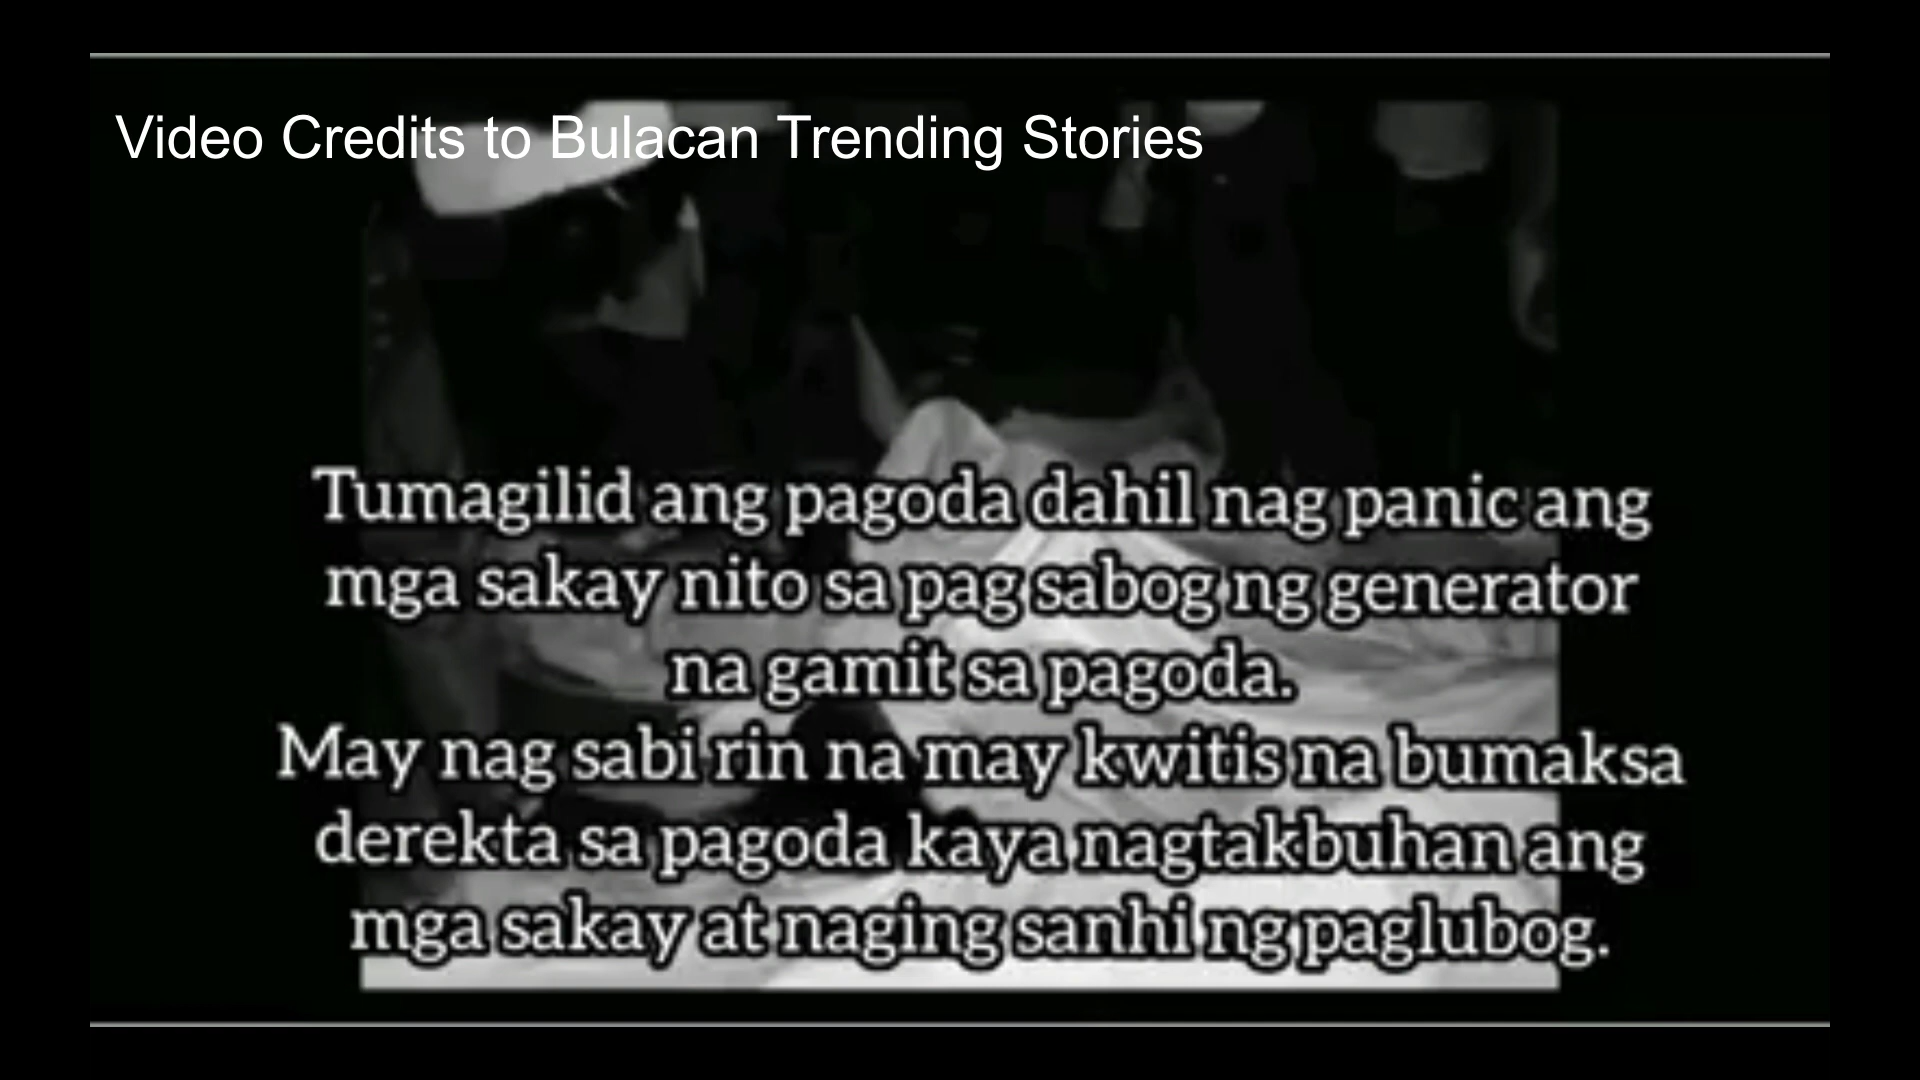 Video Credits to Bulacan Trending Stories
Tumagilid ang pagoda dahil nag panic ang
mga sakay nito sa pag sabog ng generator
na gamit sa pagoda.
May nag sabi rin na may kwitis na bumaksa
derekta sa pagoda kaya nagtakbuhan ang
mga sakay at naging sanhi ng paglubog.